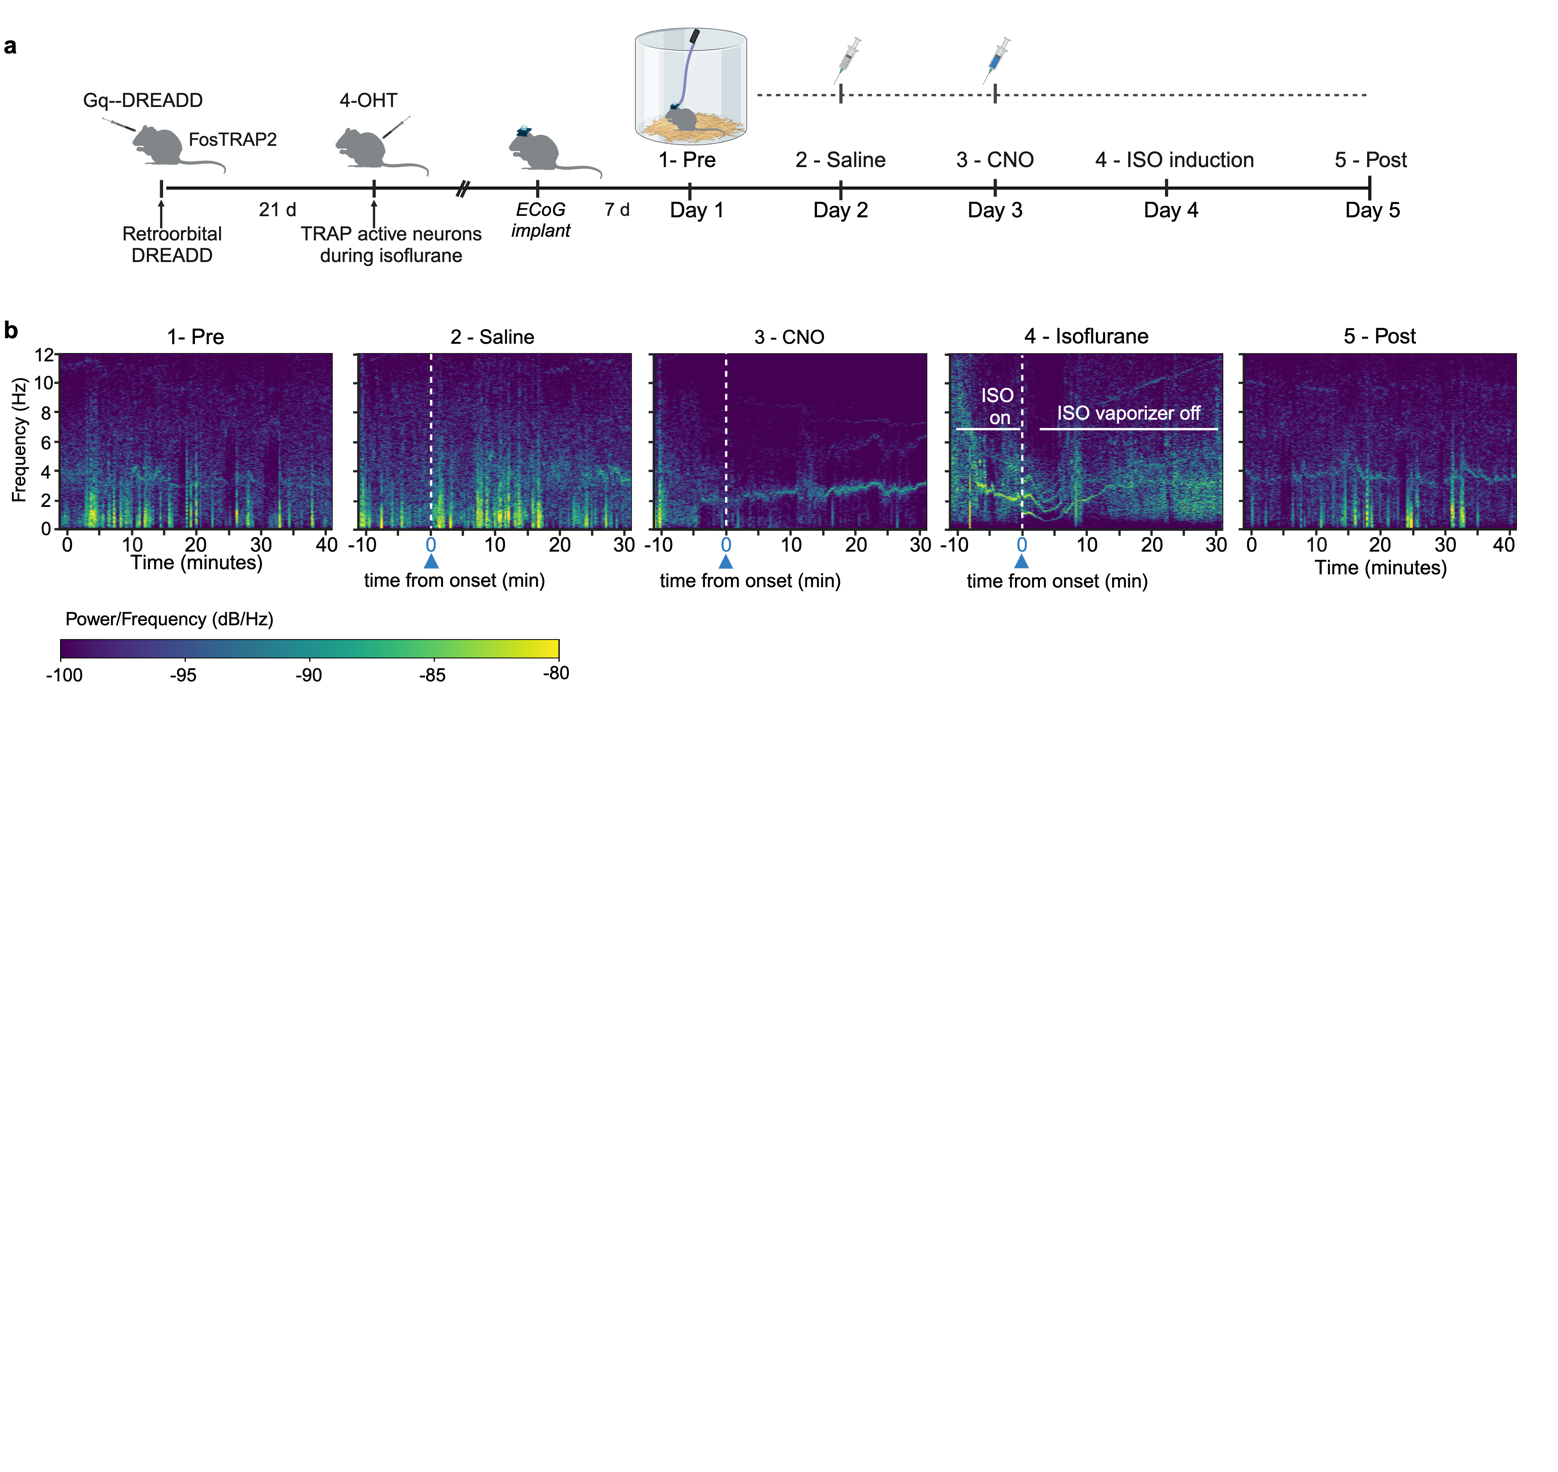 a
Gq--DREADD
4-OHT
FosTRAP2
1- Pre
2 - Saline
3 - CNO
4 - ISO induction
5 - Post
21 d
ECoG
implant
7 d
Day 1
Day 2
Day 3
Day 4
Day 5
Retroorbital
DREADD
TRAP active neurons
during isoflurane
b
1- Pre
2 - Saline
3 - CNO
4 - Isoflurane
5 - Post
Frequency (Hz)
12
10
8
6
4
2
0
ISO
on
ISO vaporizer off
0 10 20 30 40
Time (minutes)
-10 0 10 20 30
time from onset (min)
-10 0 10 20 30
time from onset (min)
-10 0 10 20 30
time from onset (min)
0 10 20 30 40
Time (minutes)
Power/Frequency (dB/Hz)
-100 -95 -90 -85 -80